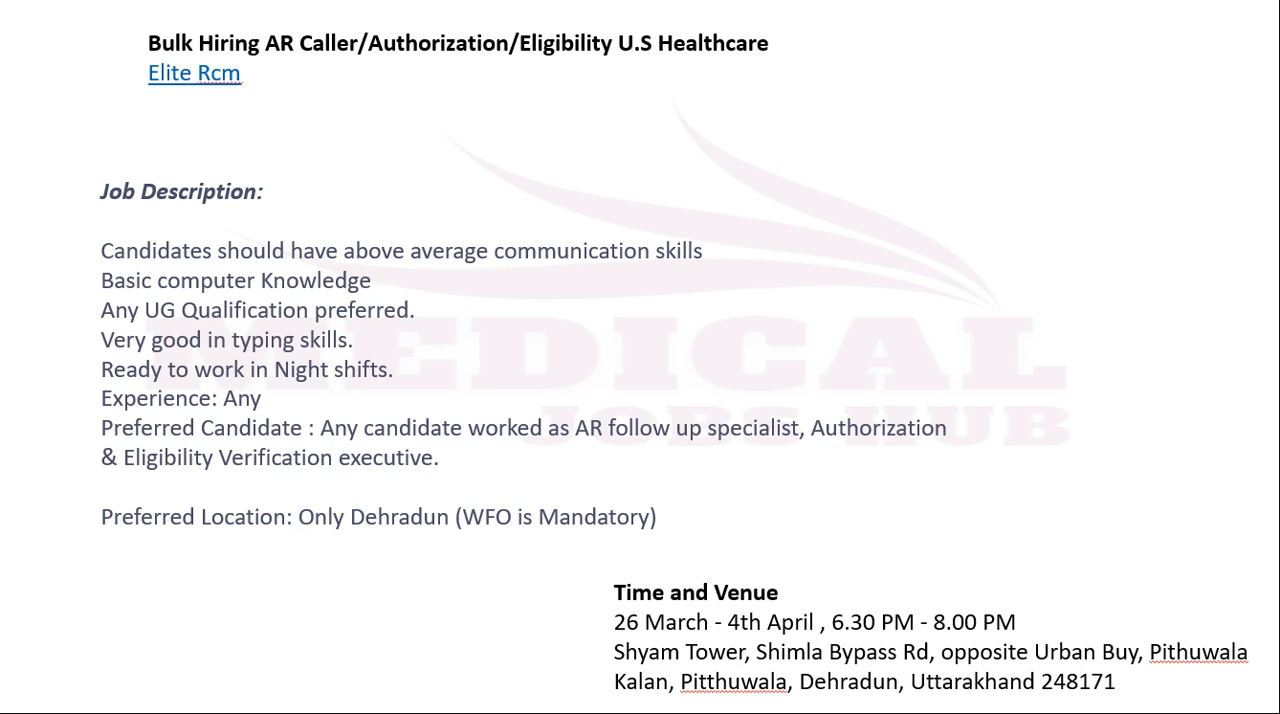 Bulk Hiring AR Caller/Authorization/Eligibility U.S Healthcare
Elite Rcm
Job Description:
Candidates should have above average communication skills
Basic computer Knowledge
Any UG Qualification preferred.
Very good in typing skills.
Ready to work in Night shifts.
Experience: Any
Preferred Candidate : Any candidate worked as AR follow up specialist, Authorization
& Eligibility Verification executive.
Preferred Location: Only Dehradun (WFO is Mandatory)
MEDICAL
JOBS HUB
Time and Venue
26 March - 4th April , 6.30 PM - 8.00 PM
Shyam Tower, Shimla Bypass Rd, opposite Urban Buy, Pithuwala
Kalan, Pitthuwala, Dehradun, Uttarakhand 248171